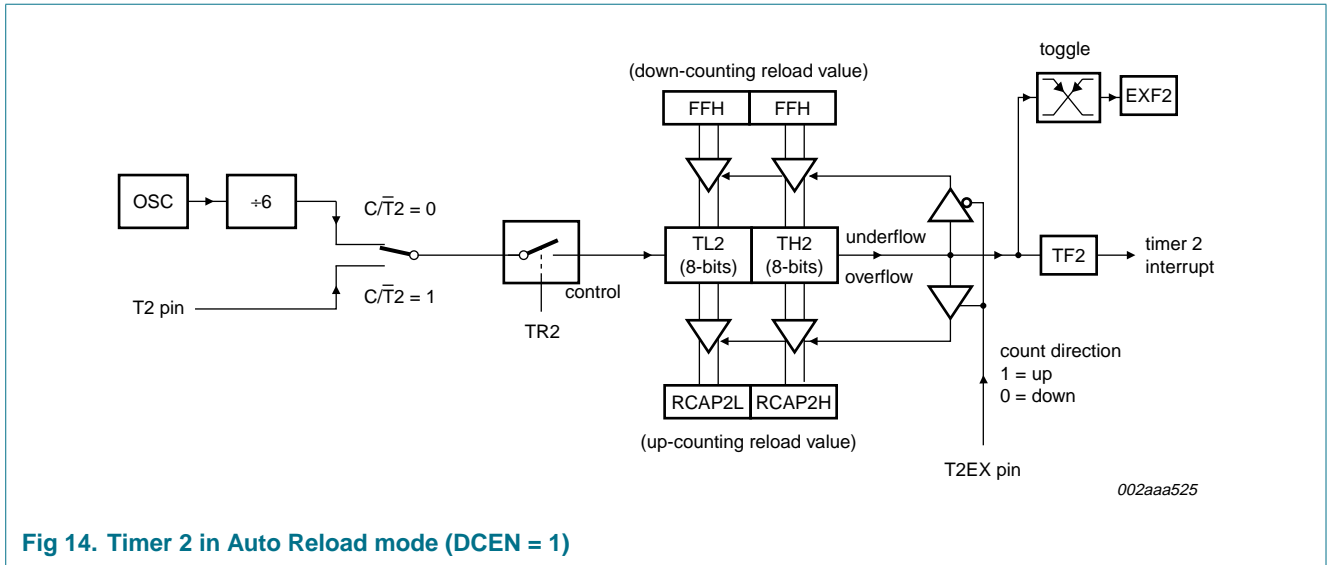 toggle
(down-counting reload value)
FFH FFH
EXF2
OSC
÷6
C/T̅2 = 0
TL2 (8-bits)
TH2 (8-bits)
underflow
overflow
TF2
timer 2
interrupt
C/T̅2 = 1
control
T2 pin
TR2
count direction
1 = up
0 = down
RCAP2L RCAP2H
(up-counting reload value)
T2EX pin
002aaa525
Fig 14. Timer 2 in Auto Reload mode (DCEN = 1)